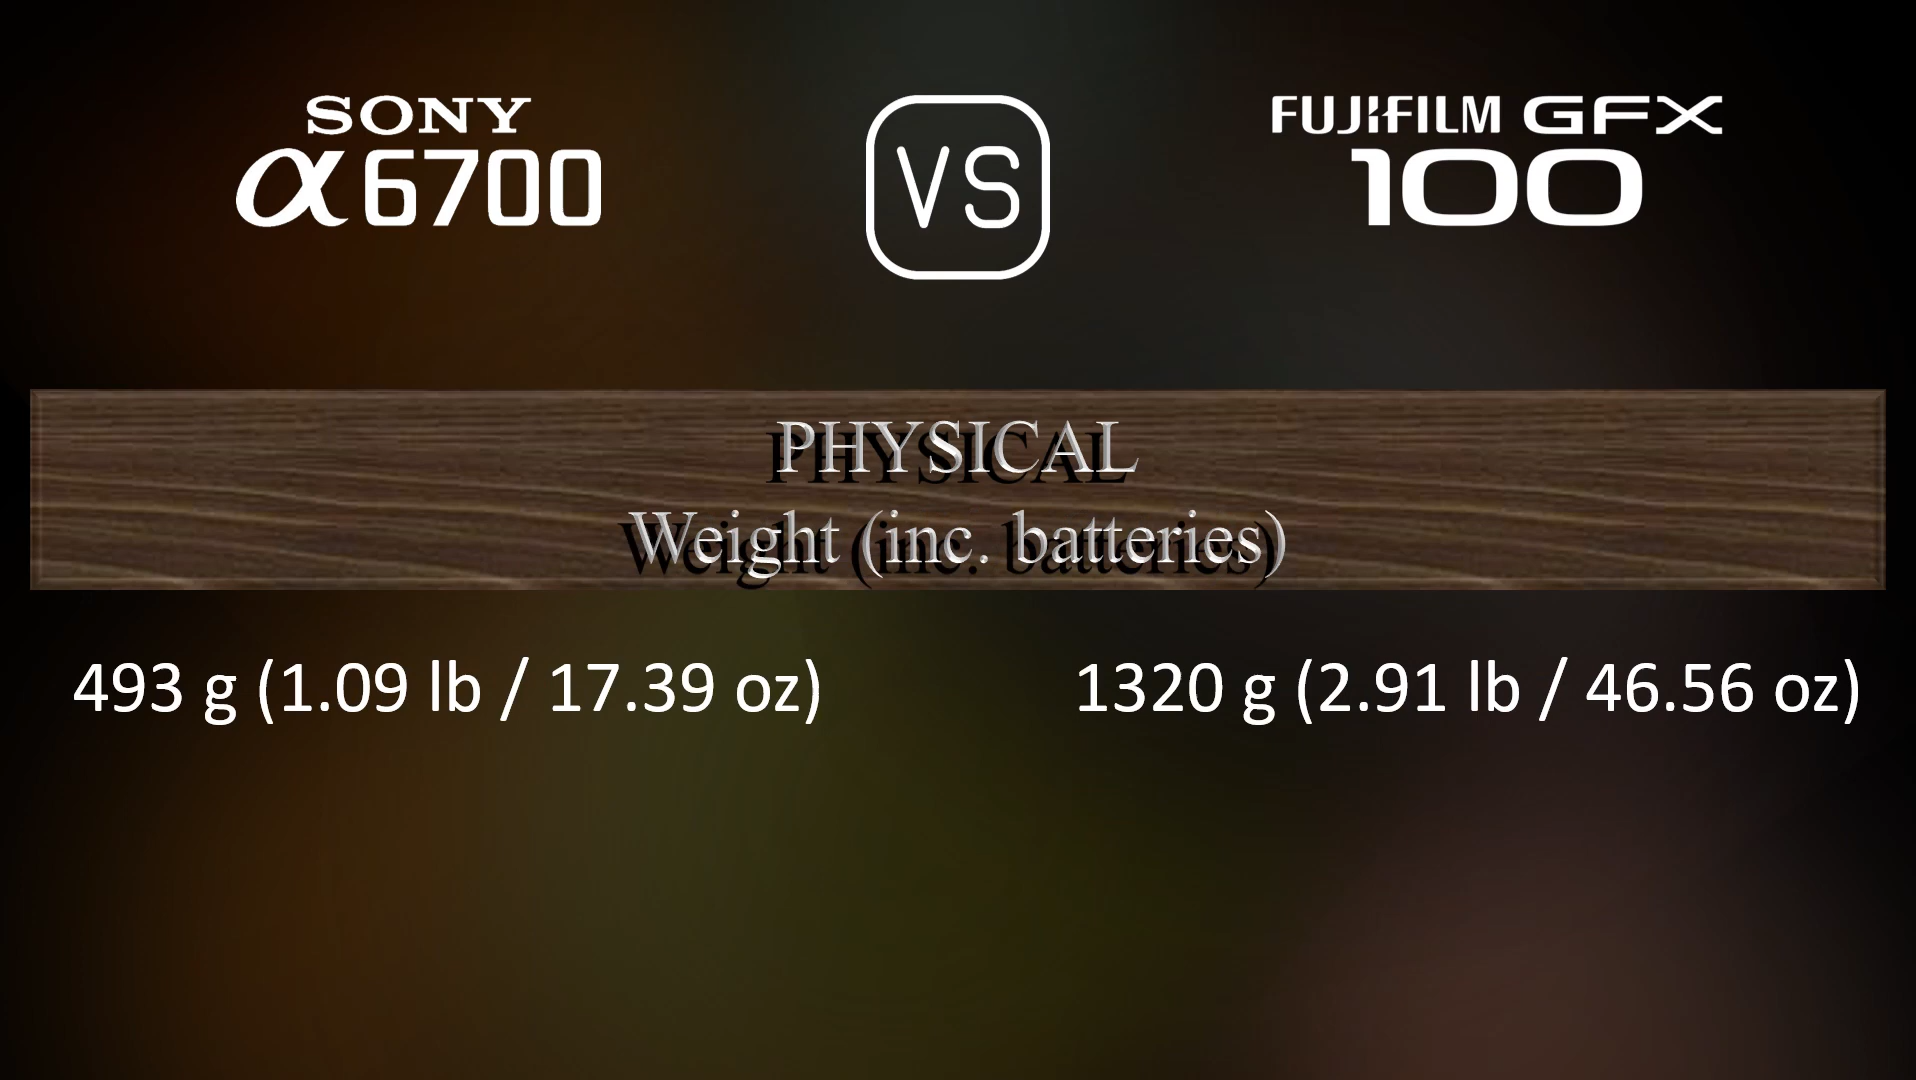 SONY
α6700
VS
FUJIFILM GFX
100
PHYSICAL
Weight (inc. batteries)
493 g (1.09 lb / 17.39 oz)
1320 g (2.91 lb / 46.56 oz)